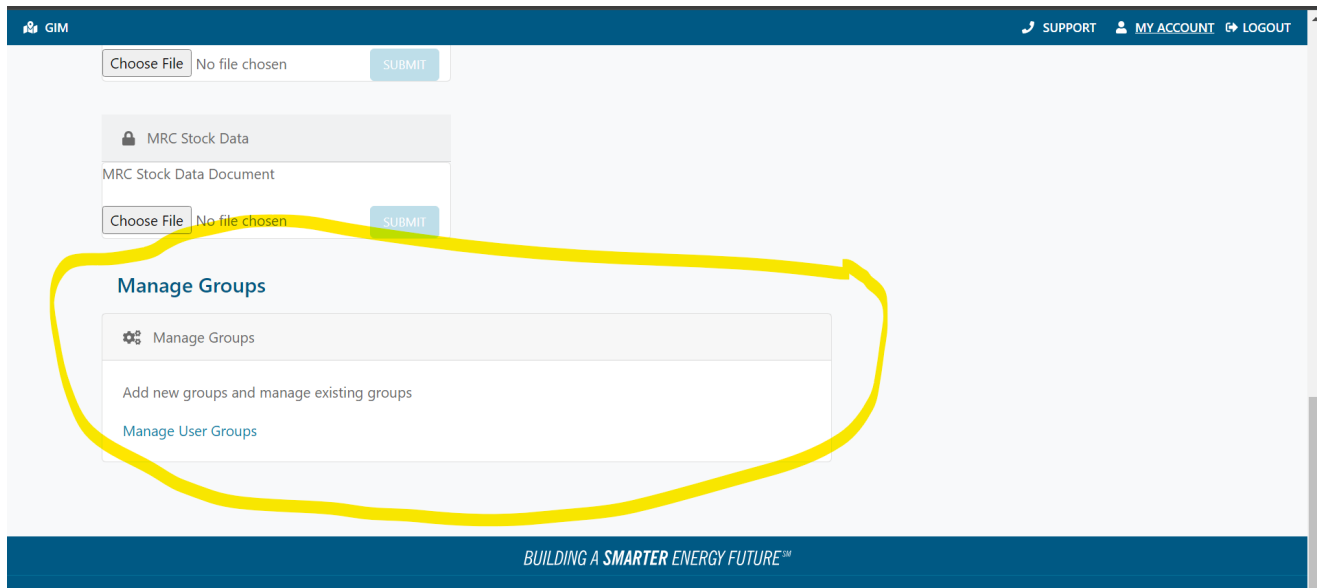 GIM
SUPPORT MY ACCOUNT LOGOUT
Choose File No file chosen SUBMIT
MRC Stock Data
MRC Stock Data Document
Choose File No file chosen SUBMIT
Manage Groups
Manage Groups
Add new groups and manage existing groups
Manage User Groups
BUILDING A SMARTER ENERGY FUTURE℠